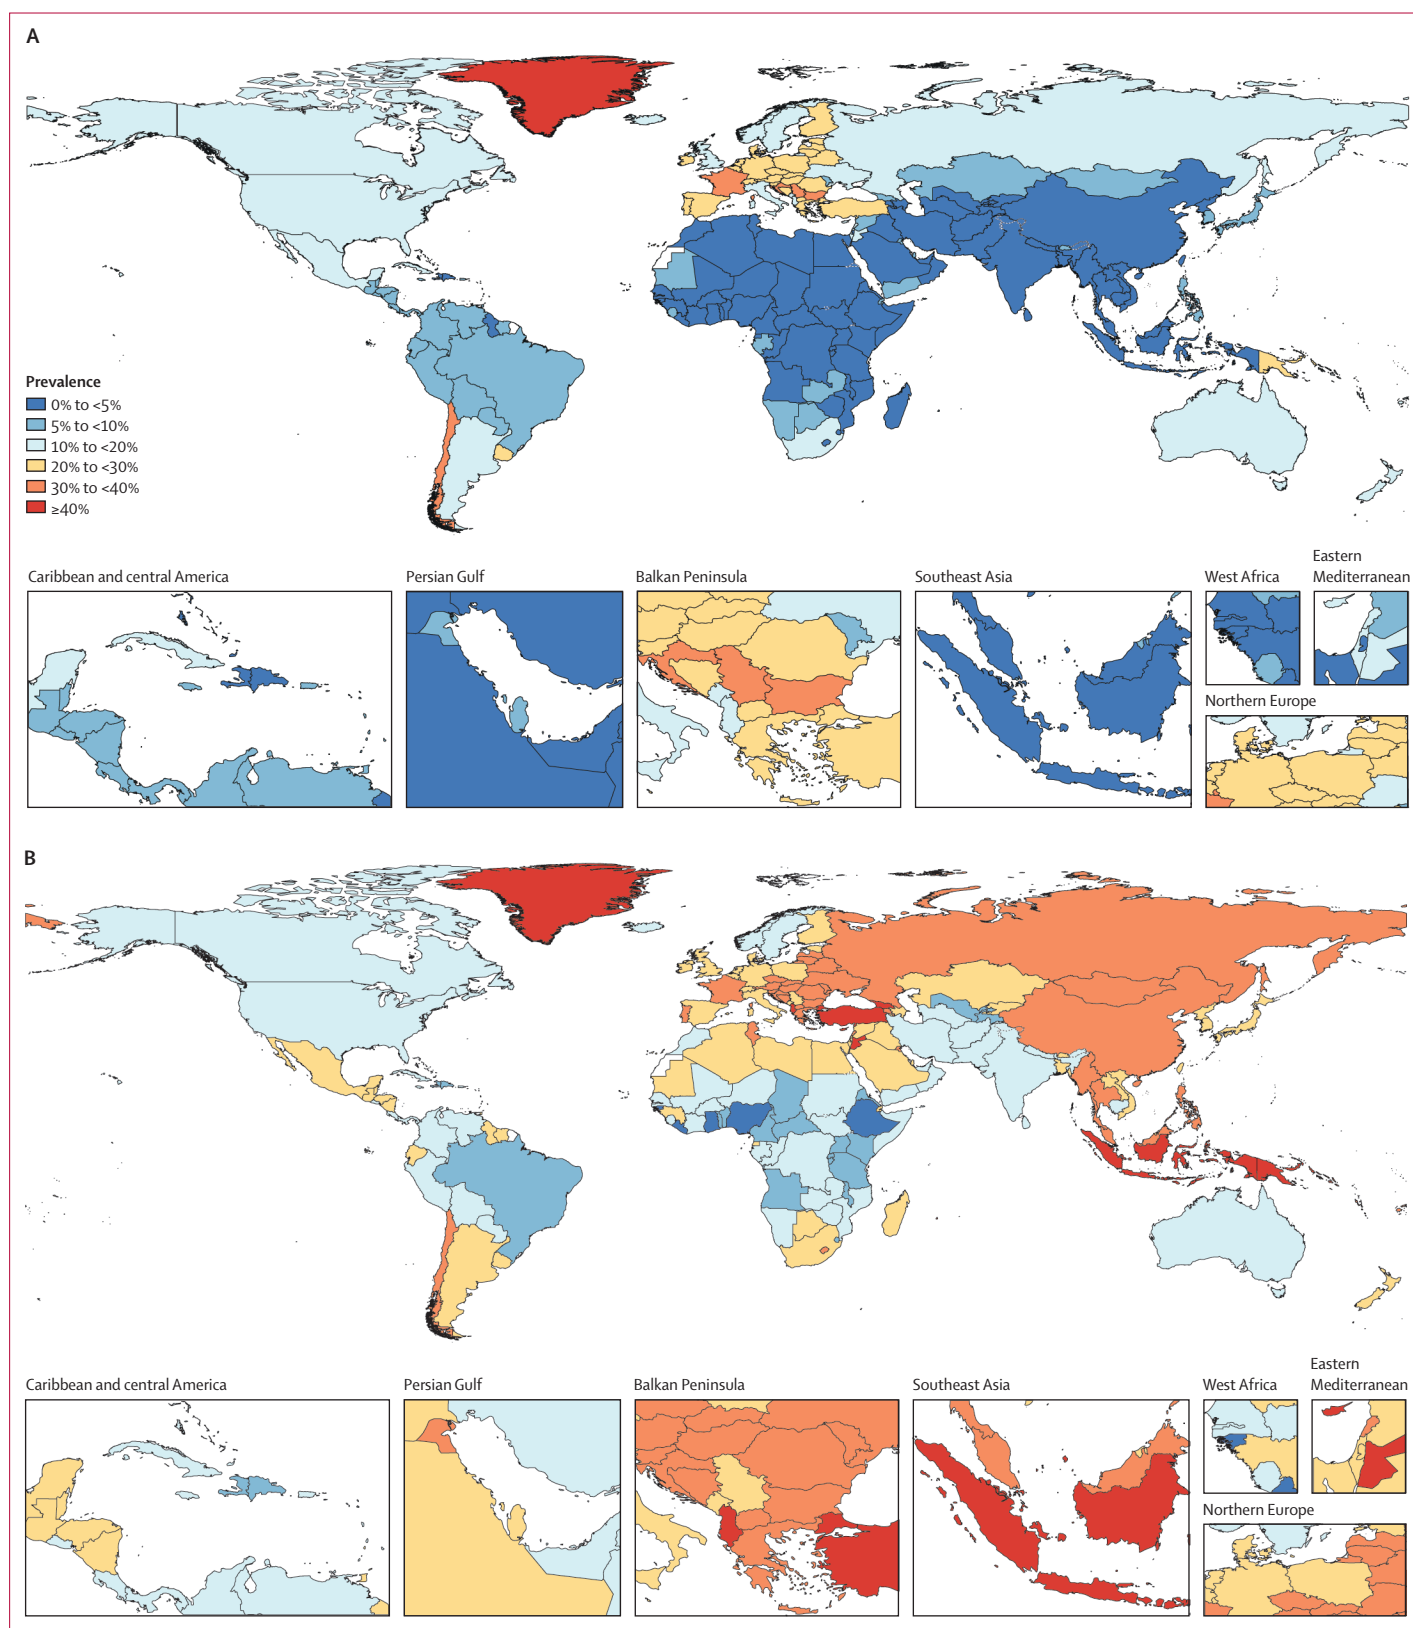 A
Prevalence
0% to <5%
5% to <10%
10% to <20%
20% to <30%
30% to <40%
≥40%
Caribbean and central America
Persian Gulf
Balkan Peninsula
Southeast Asia
West Africa
Eastern
Mediterranean
Northern Europe
B
Caribbean and central America
Persian Gulf
Balkan Peninsula
Southeast Asia
West Africa
Eastern
Mediterranean
Northern Europe